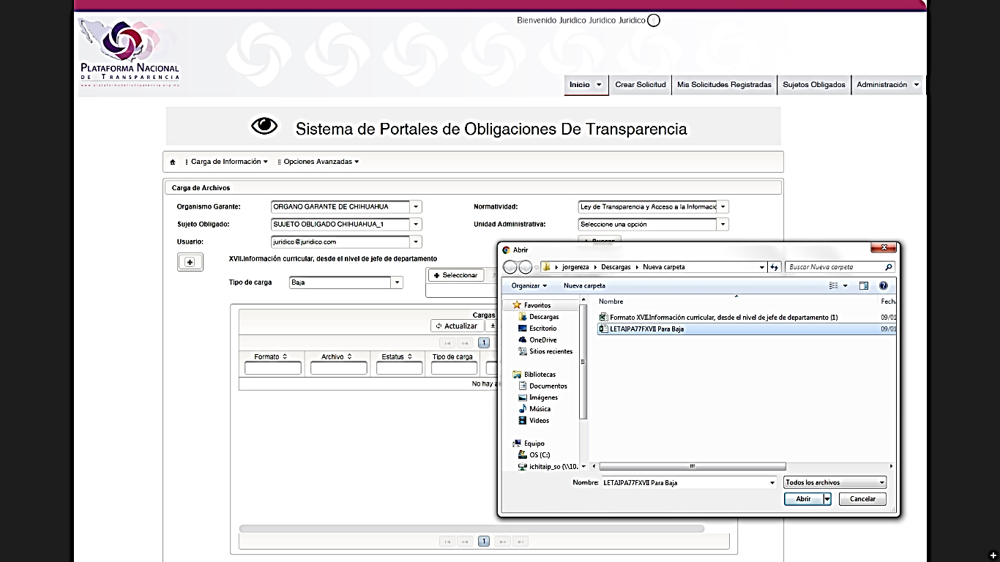 Bienvenido Juridico Juridico Juridico
PLATAFORMA NACIONAL
DE TRANSPARENCIA
www.plataformadetransparencia.org.mx
Inicio
Crear Solicitud
Mis Solicitudes Registradas
Sujetos Obligados
Administración
Sistema de Portales de Obligaciones De Transparencia
Carga de Información
Opciones Avanzadas
Carga de Archivos
Organismo Garante:
ORGANO GARANTE DE CHIHUAHUA
Normatividad:
Ley de Transparencia y Acceso a la Informació
Sujeto Obligado:
SUJETO OBLIGADO CHIHUAHUA_1
Unidad Administrativa:
Seleccione una opción
Usuario:
juridico@juridico.com
Buscar
XVII.Información curricular, desde el nivel de jefe de departamento
Tipo de carga
Baja
Seleccionar
Cargas
Actualizar
1
Formato
Archivo
Estatus
Tipo de carga
No hay a
1
Abrir
jorgereza
Descargas
Nueva carpeta
Buscar Nueva carpeta
Organizar
Nueva carpeta
Favoritos
Descargas
Escritorio
OneDrive
Sitios recientes
Bibliotecas
Documentos
Imágenes
Música
Vídeos
Equipo
OS (C:)
ichitaip_so (\\10.
Nombre
Fecha
Formato XVII.Información curricular, desde el nivel de jefe de departamento (1)
09/01
LETAIPA77FXVII Para Baja
09/01
Nombre:
LETAIPA77FXVII Para Baja
Todos los archivos
Abrir
Cancelar